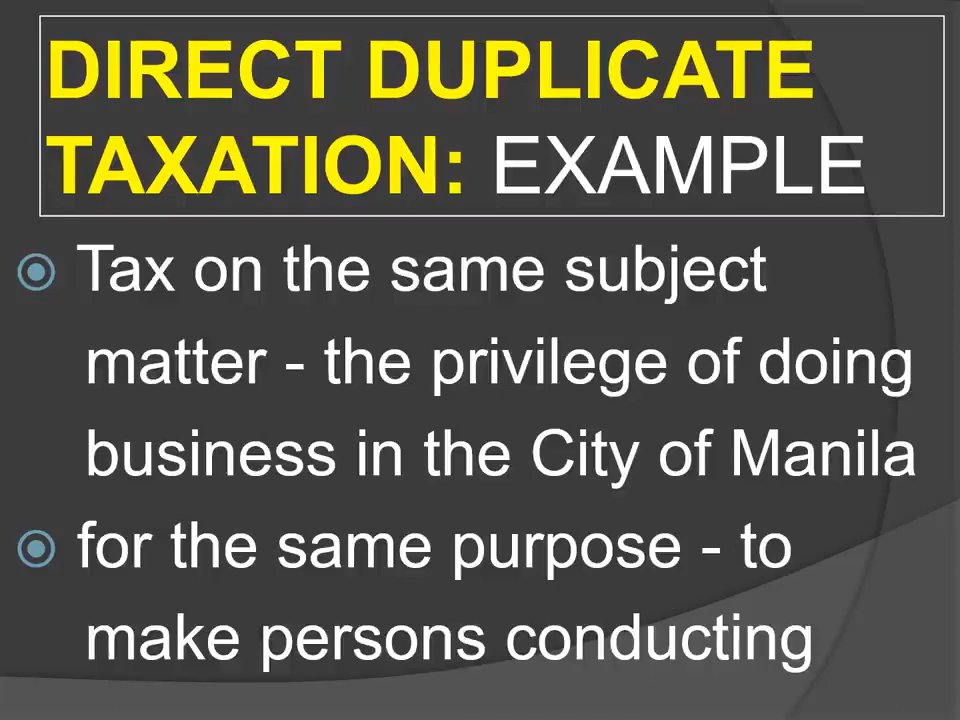 DIRECT DUPLICATE
TAXATION: EXAMPLE
Tax on the same subject
matter - the privilege of doing
business in the City of Manila
for the same purpose - to
make persons conducting